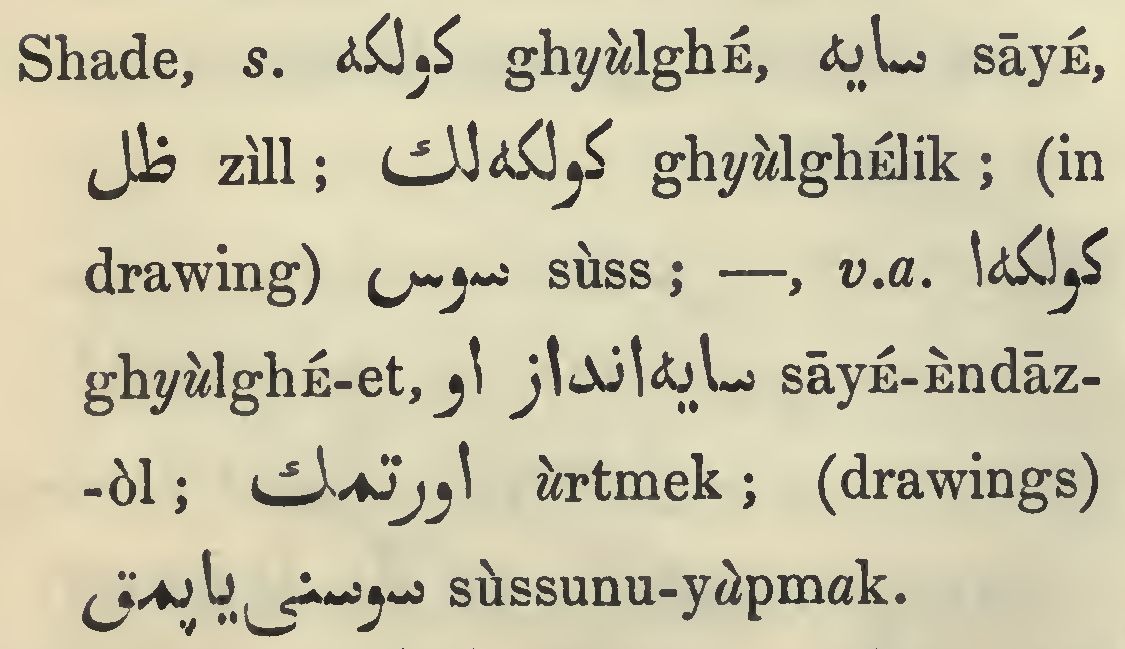 Shade, s. كولكه ghyùlghÉ, سايه sāyÉ,
ظل zìll ; كولكه‌لك ghyùlghÉlik ; (in
drawing) سوس sùss ; —, v.a. كولكه‌ا
ghyùlghÉ-et, سايه‌انداز او sāyÉ-Èndāz-
-òl ; اورتمك ùrtmek ; (drawings)
سوسنى ياپمق sùssunu-yàpmak.